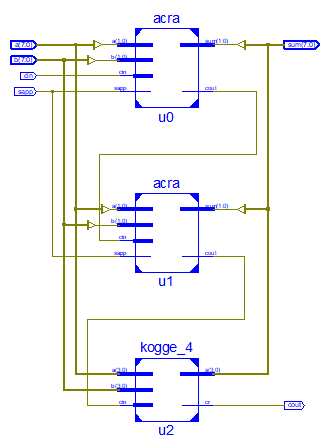 acra
a(7:0) a(1:0) sum(1:0) sum(7:0)
b(7:0) b(1:0)
cin cin
sapp sapp cout
u0
acra
a(1:0) sum(1:0)
b(1:0)
cin
sapp cout
u1
kogge_4
a(3:0) s(3:0)
b(3:0)
cin cr cout
u2